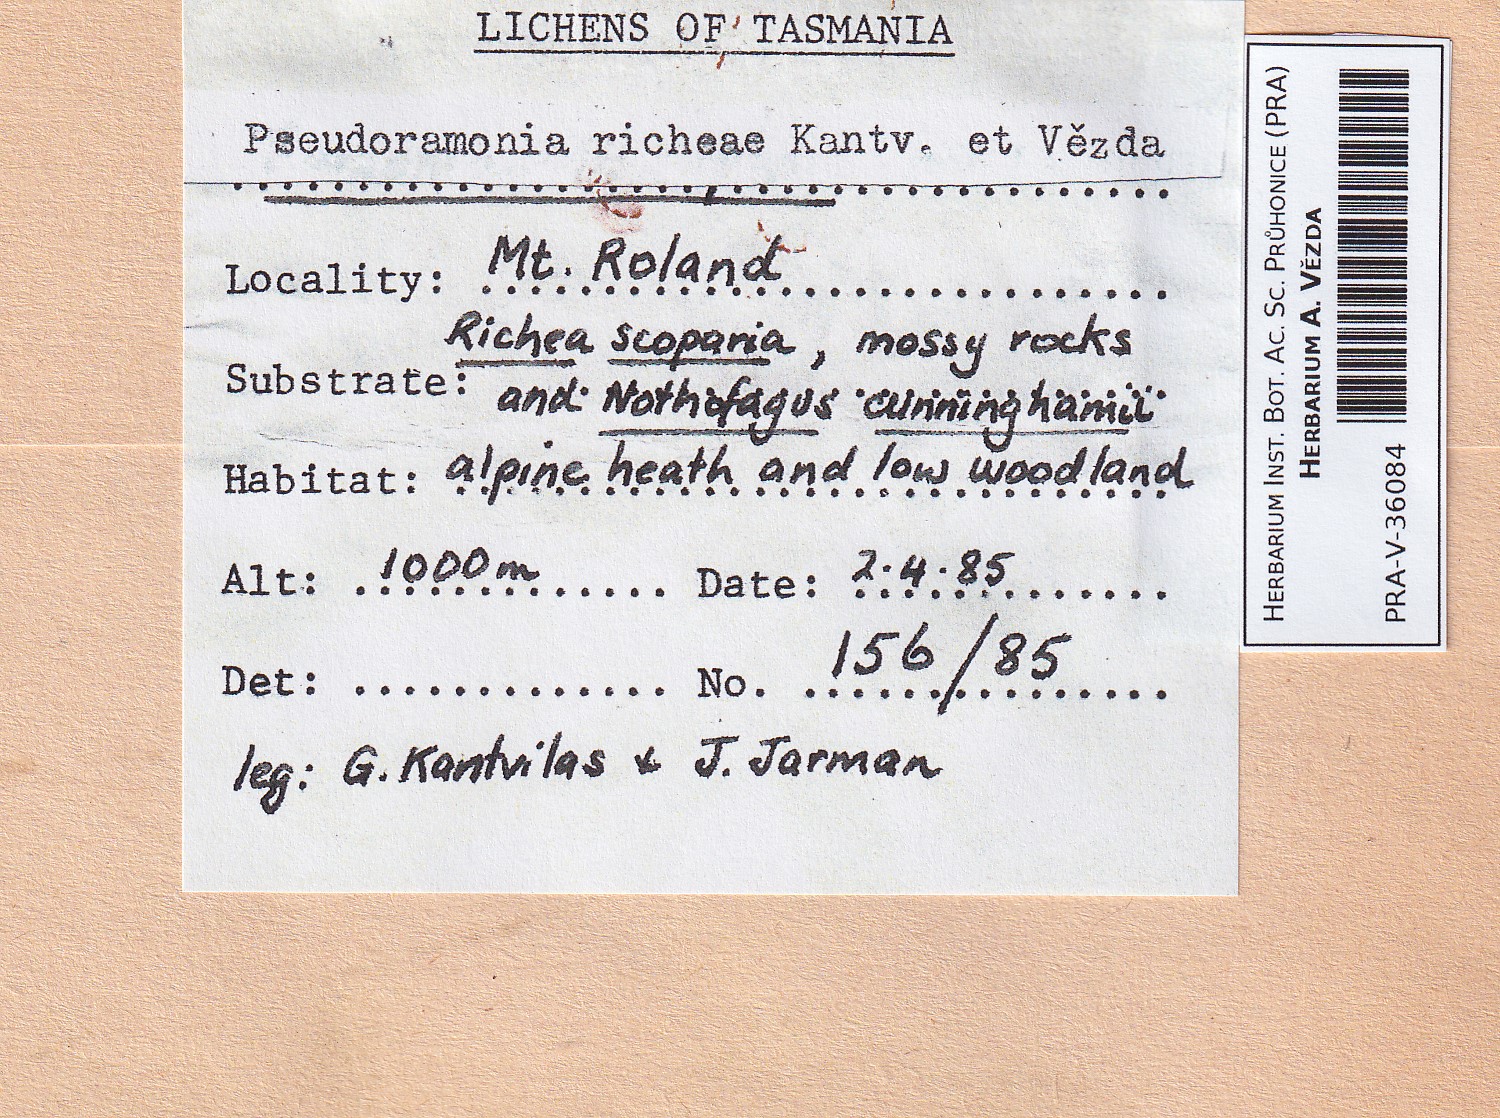 LICHENS OF TASMANIA
Pseudoramonia richeae Kantv. et Vězda
Locality: Mt. Roland
Substrate: Richea scoparia, mossy rocks
and Nothofagus cunninghamii
Habitat: alpine heath and low woodland
Alt: 1000m Date: 2.4.85
Det: No. 156/85
leg: G. Kantvilas & J. Jarman
HERBARIUM INST. BOT. AC. SC. PRŮHONICE (PRA)
HERBARIUM A. VĚZDA
PRA-V-36084